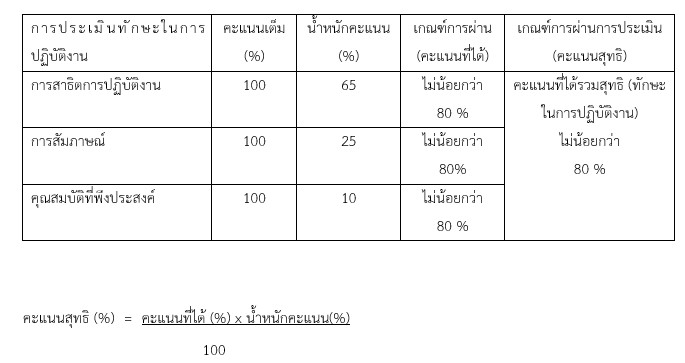 การประเมินทักษะในการ คะแนนเต็ม น้ำหนักคะแนน เกณฑ์การผ่าน เกณฑ์การผ่านการประเมิน
ปฏิบัติงาน (%) (%) (คะแนนที่ได้) (คะแนนสุทธิ)
การสาธิตการปฏิบัติงาน 100 65 ไม่น้อยกว่า คะแนนที่ได้รวมสุทธิ (ทักษะ
80 % ในการปฏิบัติงาน)
การสัมภาษณ์ 100 25 ไม่น้อยกว่า ไม่น้อยกว่า
80% 80 %
คุณสมบัติที่พึงประสงค์ 100 10 ไม่น้อยกว่า
80 %
คะแนนสุทธิ (%) = คะแนนที่ได้ (%) x น้ำหนักคะแนน(%)
100